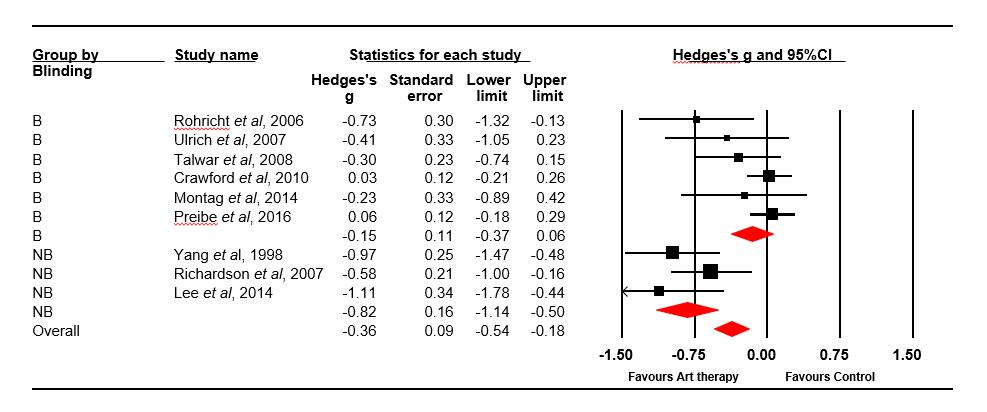 Group by Study name Statistics for each study Hedges's g and 95%CI
Blinding
Hedges's Standard Lower Upper
g error limit limit
B Rohricht et al, 2006 -0.73 0.30 -1.32 -0.13
B Ulrich et al, 2007 -0.41 0.33 -1.05 0.23
B Talwar et al, 2008 -0.30 0.23 -0.74 0.15
B Crawford et al, 2010 0.03 0.12 -0.21 0.26
B Montag et al, 2014 -0.23 0.33 -0.89 0.42
B Preibe et al, 2016 0.06 0.12 -0.18 0.29
B -0.15 0.11 -0.37 0.06
NB Yang et al, 1998 -0.97 0.25 -1.47 -0.48
NB Richardson et al, 2007 -0.58 0.21 -1.00 -0.16
NB Lee et al, 2014 -1.11 0.34 -1.78 -0.44
NB -0.82 0.16 -1.14 -0.50
Overall -0.36 0.09 -0.54 -0.18
-1.50 -0.75 0.00 0.75 1.50
Favours Art therapy Favours Control